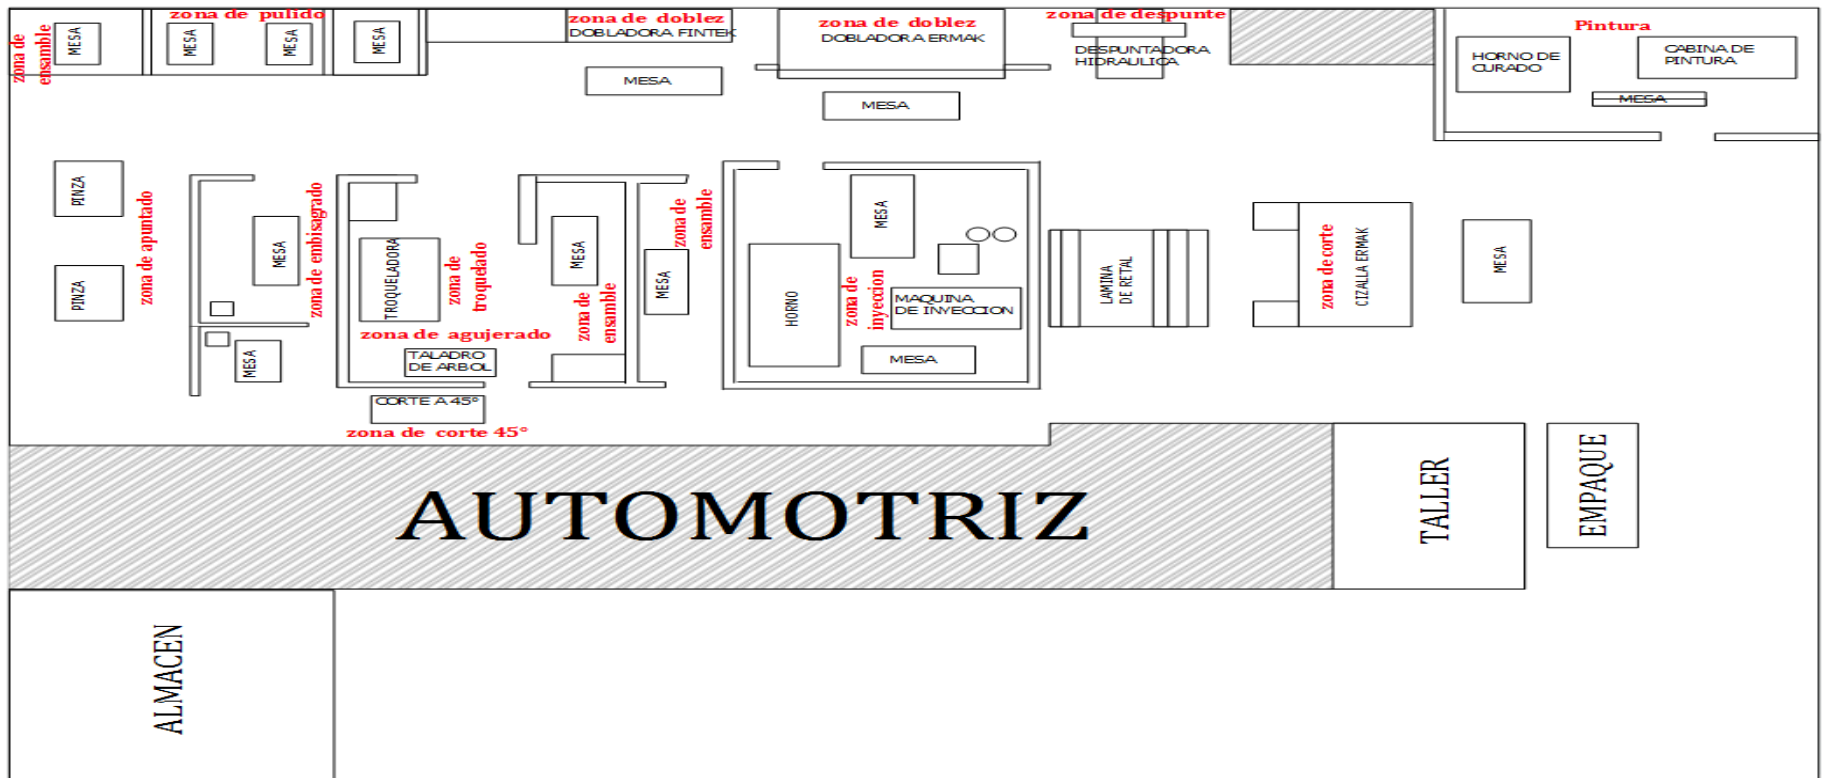 zona de
ensamble
MESA
zona de pulido
MESA
MESA
MESA
zona de doblez
DOBLADORA FINTEK
MESA
zona de doblez
DOBLADORA ERMAK
MESA
zona de despunte
DESPUNTADORA
HIDRAULICA
Pintura
HORNO DE
CURADO
CABINA DE
PINTURA
MESA
PINZA
PINZA
zona de apuntado
MESA
zona de embisagrado
MESA
TROQUELADORA
zona de
troquelado
zona de agujerado
TALADRO
DE ARBOL
CORTE A 45°
zona de corte 45°
MESA
zona de
ensamble
MESA
zona de
ensamble
HORNO
MESA
zona de
inyeccion
MAQUINA
DE INYECCION
MESA
LAMINA
DE RETAL
zona de corte
CIZALLA ERMAK
MESA
AUTOMOTRIZ
TALLER
EMPAQUE
ALMACEN